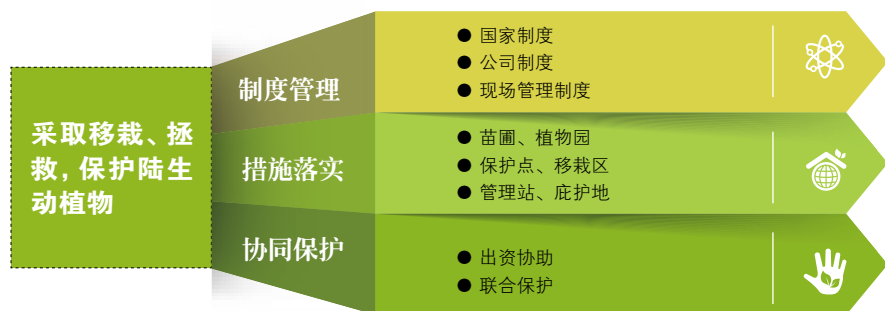 采取移栽、拯
救，保护陆生
动植物
制度管理
● 国家制度
● 公司制度
● 现场管理制度
措施落实
● 苗圃、植物园
● 保护点、移栽区
● 管理站、庇护地
协同保护
● 出资协助
● 联合保护